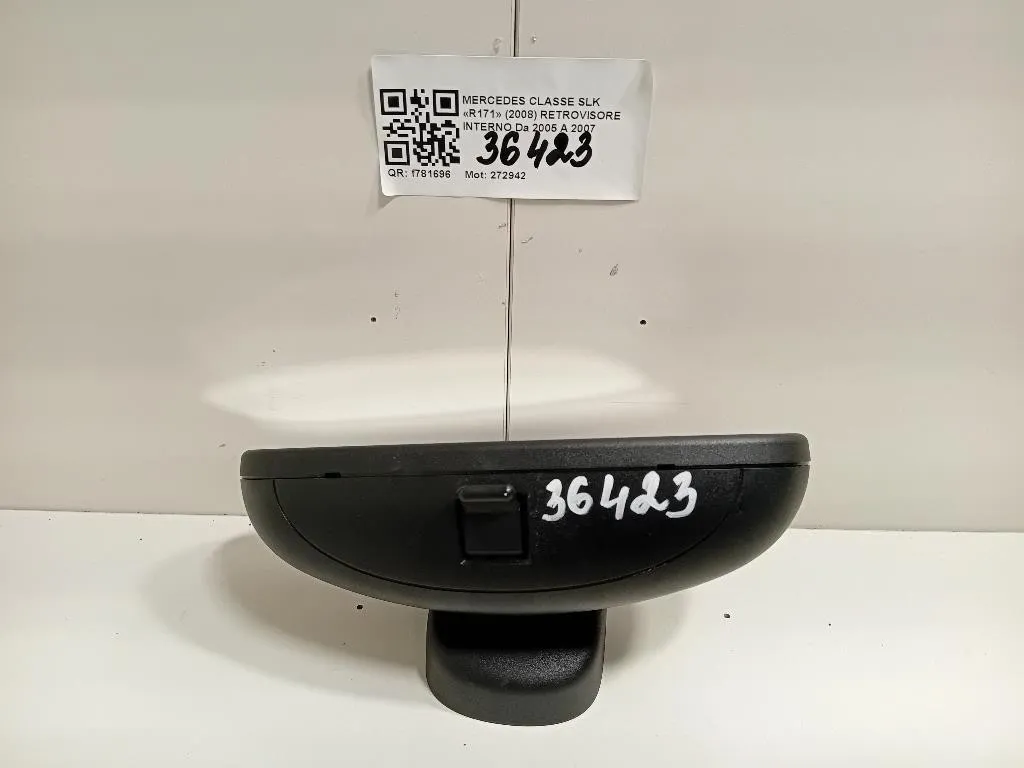 MERCEDES CLASSE SLK
«R171» (2008) RETROVISORE
INTERNO Da 2005 A 2007
36423
QR: f781696 Mot: 272942
36423